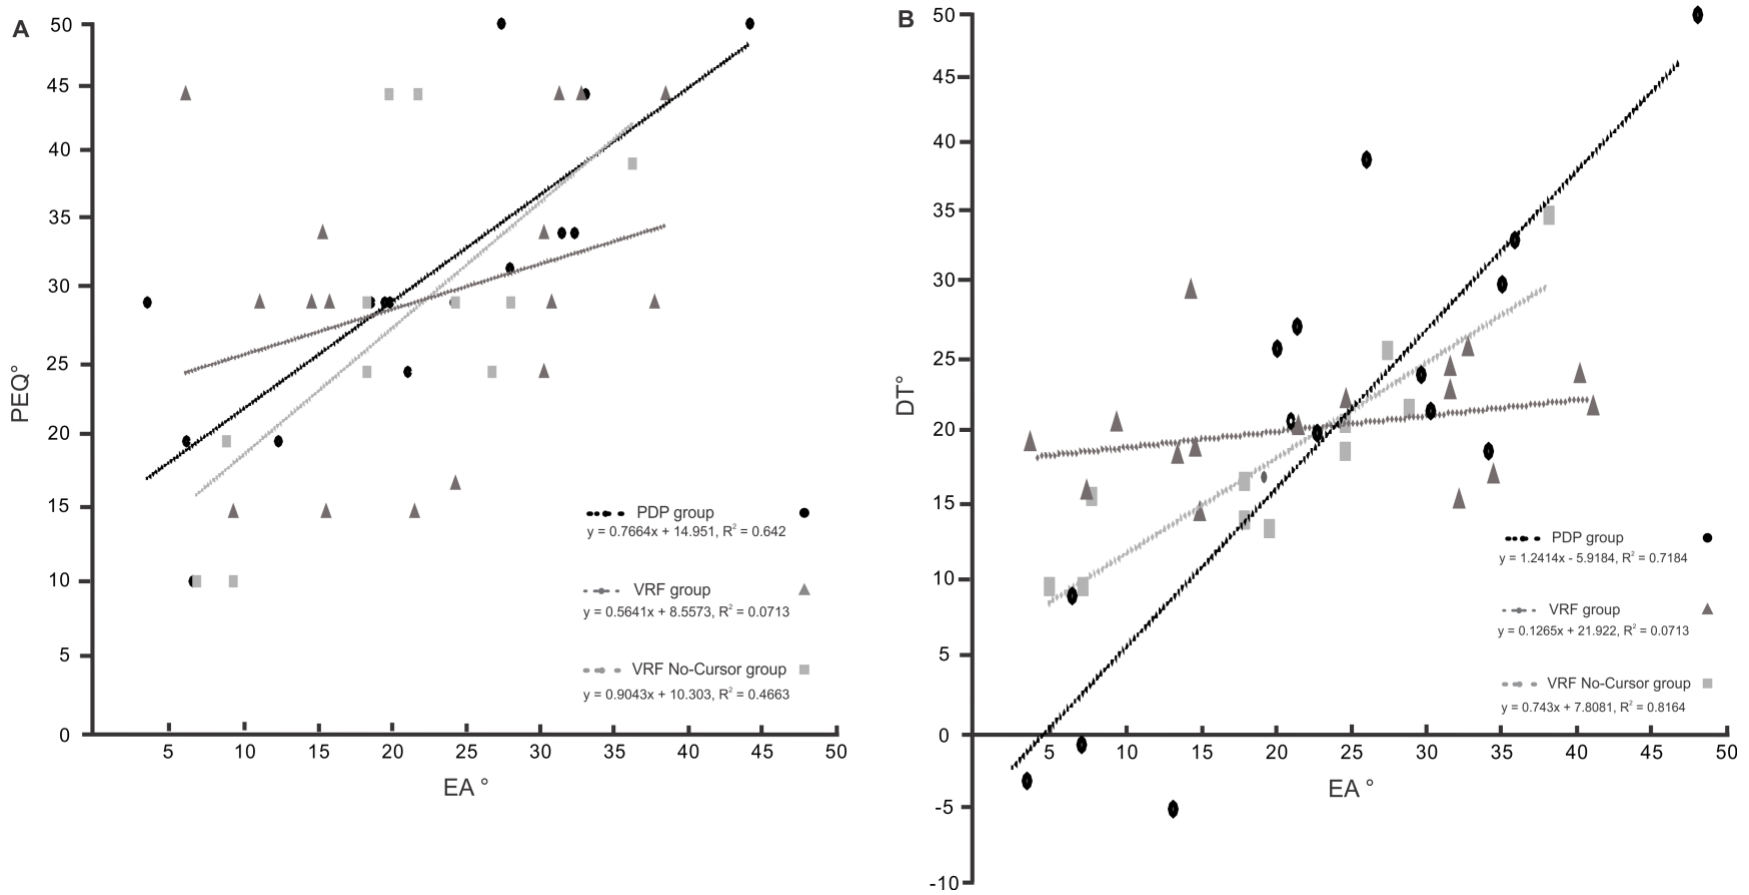 A
50
45
40
35
30
25
20
15
10
5
0
5 10 15 20 25 30 35 40 45 50
PEQ°
EA °
PDP group
y = 0.7664x + 14.951, R² = 0.642
VRF group
y = 0.5641x + 8.5573, R² = 0.0713
VRF No-Cursor group
y = 0.9043x + 10.303, R² = 0.4663
B
50
45
40
35
30
25
20
15
10
5
0
-5
-10
5 10 15 20 25 30 35 40 45 50
DT°
EA °
PDP group
y = 1.2414x - 5.9184, R² = 0.7184
VRF group
y = 0.1265x + 21.922, R² = 0.0713
VRF No-Cursor group
y = 0.743x + 7.8081, R² = 0.8164